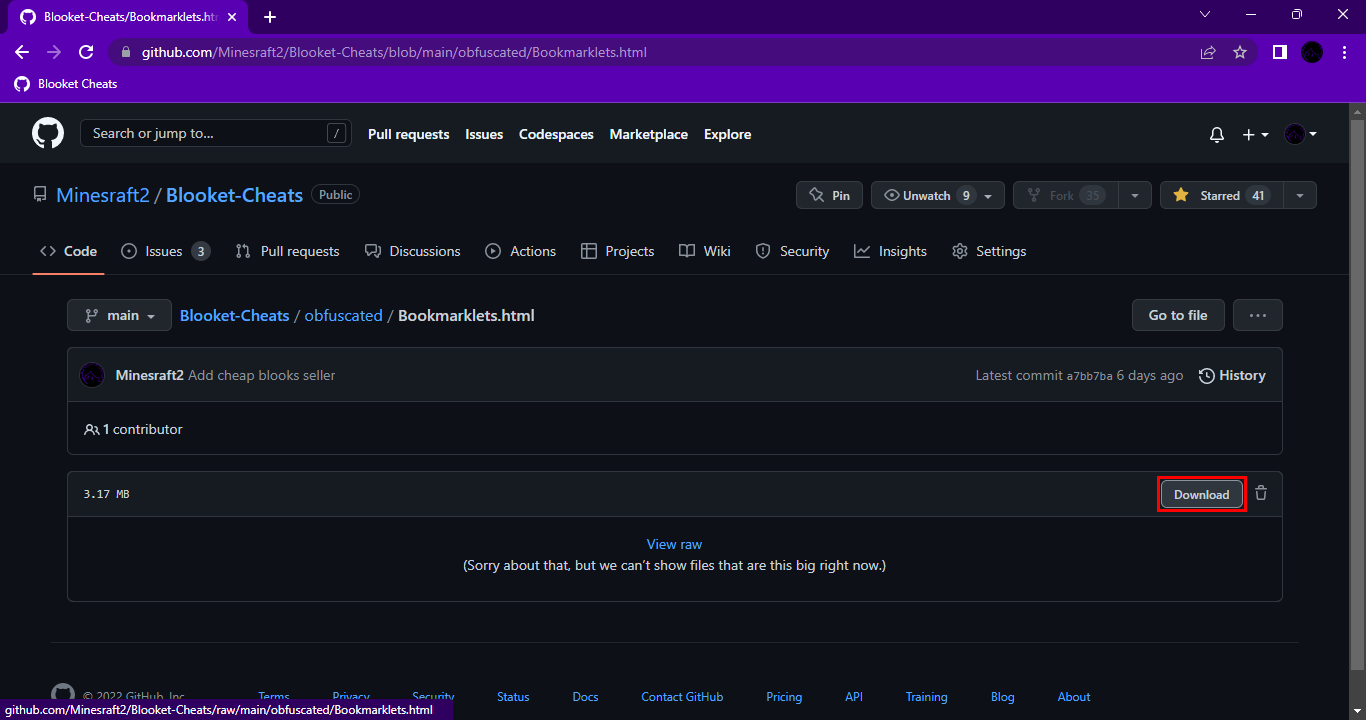 Blooket-Cheats/Bookmarklets.htm
github.com/Minesraft2/Blooket-Cheats/blob/main/obfuscated/Bookmarklets.html
Blooket Cheats
Search or jump to... /
Pull requests Issues Codespaces Marketplace Explore
Minesraft2 / Blooket-Cheats Public
Pin Unwatch 9 Fork 35 Starred 41
Code Issues 3 Pull requests Discussions Actions Projects Wiki Security Insights Settings
main Blooket-Cheats / obfuscated / Bookmarklets.html Go to file ...
Minesraft2 Add cheap blooks seller Latest commit a7bb7ba 6 days ago History
1 contributor
3.17 MB Download
View raw
(Sorry about that, but we can't show files that are this big right now.)
© 2022 GitHub, Inc. Terms Privacy Security Status Docs Contact GitHub Pricing API Training Blog About
github.com/Minesraft2/Blooket-Cheats/raw/main/obfuscated/Bookmarklets.html